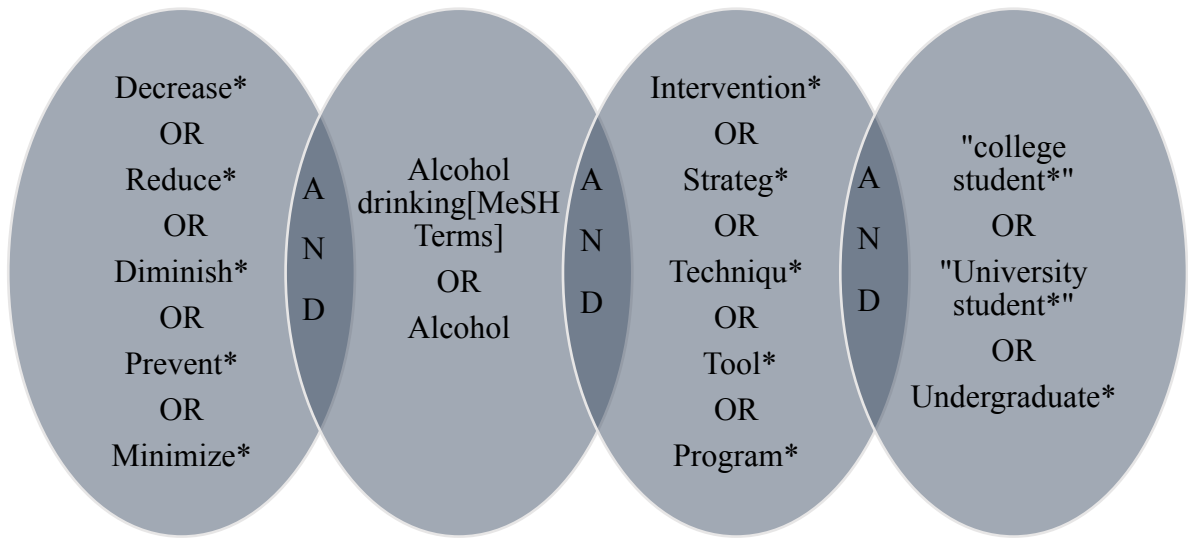 Decrease*
OR
Reduce*
OR
Diminish*
OR
Prevent*
OR
Minimize*
A
N
D
Alcohol
drinking[MeSH
Terms]
OR
Alcohol
A
N
D
Intervention*
OR
Strateg*
OR
Techniqu*
OR
Tool*
OR
Program*
A
N
D
"college
student*"
OR
"University
student*"
OR
Undergraduate*